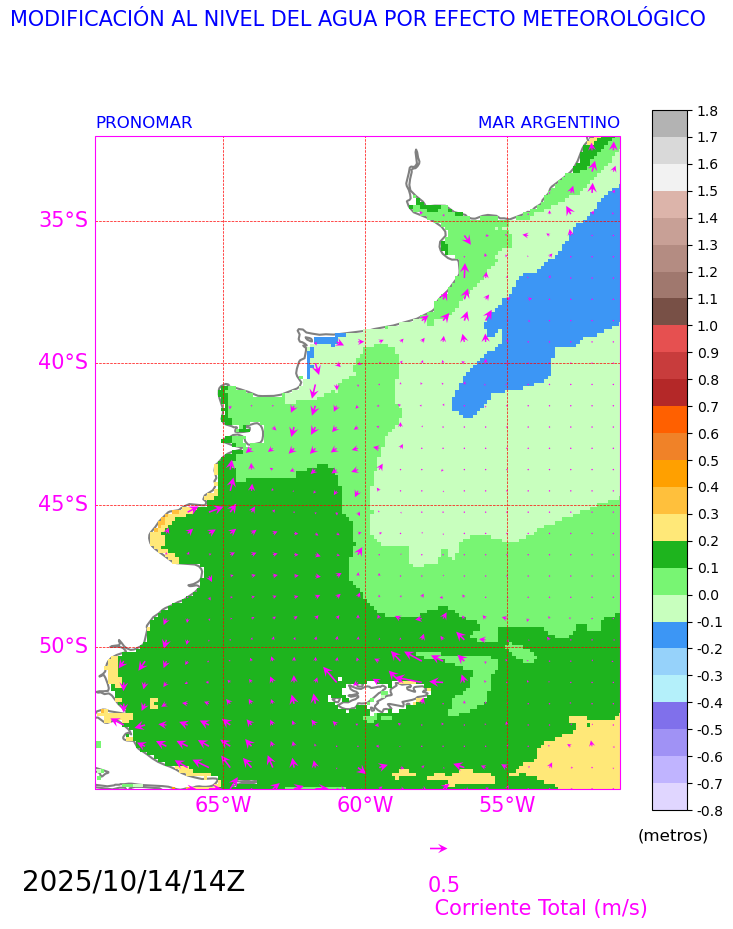 MODIFICACIÓN AL NIVEL DEL AGUA POR EFECTO METEOROLÓGICO
PRONOMAR
MAR ARGENTINO
35°S
40°S
45°S
50°S
65°W
60°W
55°W
1.8
1.7
1.6
1.5
1.4
1.3
1.2
1.1
1.0
0.9
0.8
0.7
0.6
0.5
0.4
0.3
0.2
0.1
0.0
-0.1
-0.2
-0.3
-0.4
-0.5
-0.6
-0.7
-0.8
(metros)
2025/10/14/14Z
0.5
Corriente Total (m/s)